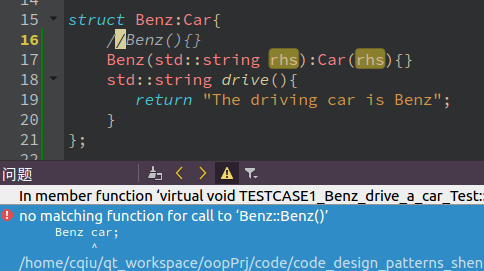 15 struct Benz:Car{
16 //Benz(){}
17 Benz(std::string rhs):Car(rhs){}
18 std::string drive(){
19 return "The driving car is Benz";
20 }
21 };
问题
In member function ‘virtual void TESTCASE1_Benz_drive_a_car_Test::
no matching function for call to ‘Benz::Benz()’
Benz car;
^
/home/cqiu/qt_workspace/oopPrj/code/code_design_patterns_shen